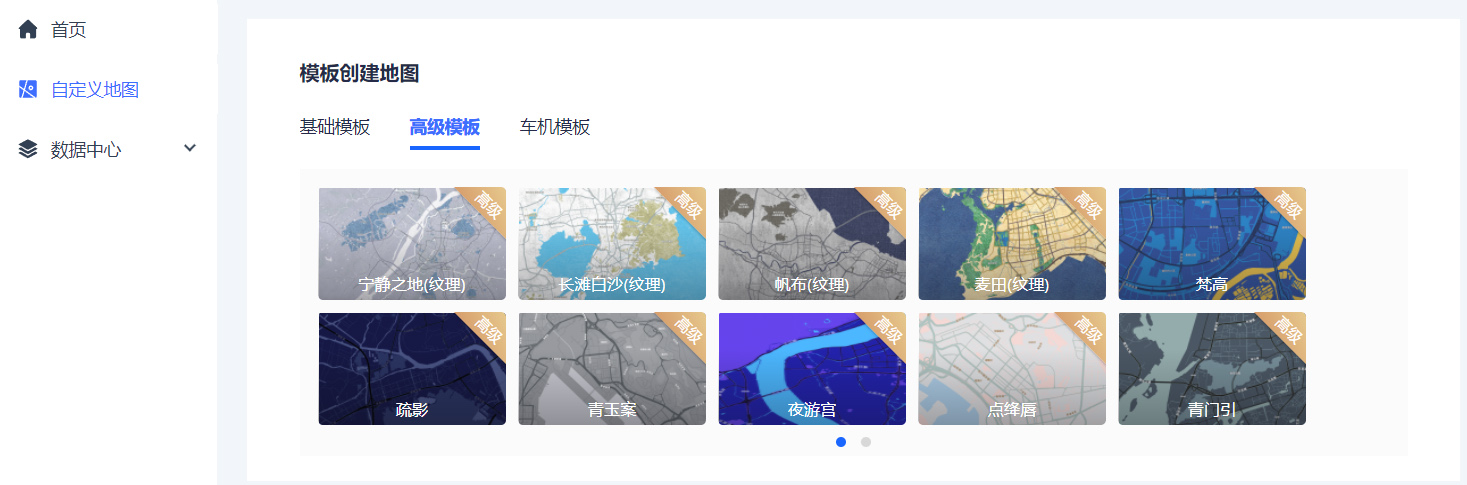 首页
自定义地图
数据中心
模板创建地图
基础模板 高级模板 车机模板
高级 高级 高级 高级 高级
宁静之地(纹理) 长滩白沙(纹理) 帆布(纹理) 麦田(纹理) 梵高
高级 高级 高级 高级 高级
疏影 青玉案 夜游宫 点绛唇 青门引